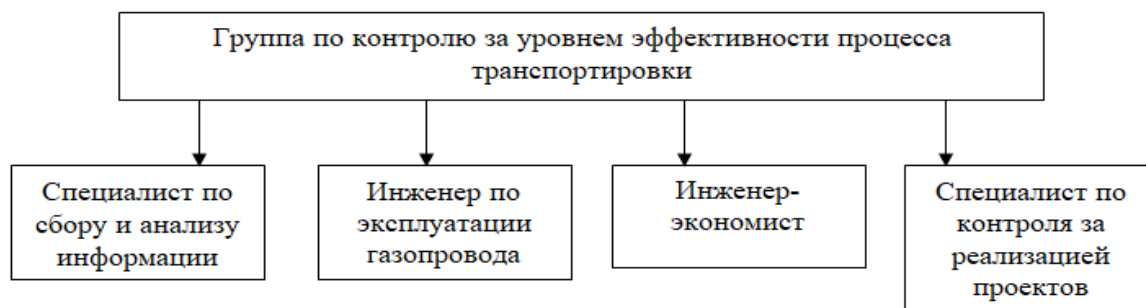 Группа по контролю за уровнем эффективности процесса
транспортировки
Специалист по
сбору и анализу
информации
Инженер по
эксплуатации
газопровода
Инженер-
экономист
Специалист по
контроля за
реализацией
проектов